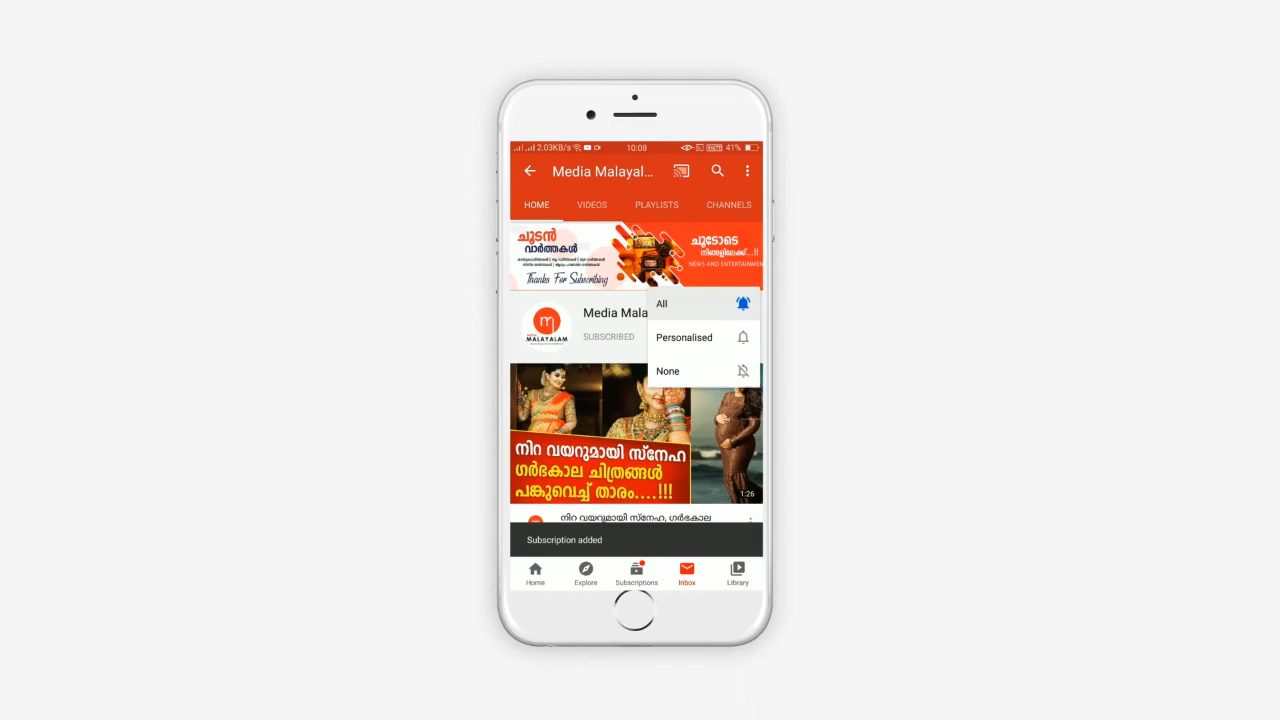 2.03KB/s
10:08
41%
Media Malayal...
HOME VIDEOS PLAYLISTS CHANNELS
ചൂടൻ
വാർത്തകൾ
Thanks For Subscribing
ചൂടോടെ
നിങ്ങളിലേക്ക്...!!
NEWS AND ENTERTAINMEN
All
Media Mala
SUBSCRIBED
Personalised
None
MALAYALAM
നിറ വയറുമായി സ്നേഹ
ഗർഭകാല ചിത്രങ്ങൾ
പങ്കുവെച്ച് താരം....!!!
1:26
നിറ വയറുമായി സ്നേഹ, ഗർഭകാല
Subscription added
Home Explore Subscriptions Inbox Library